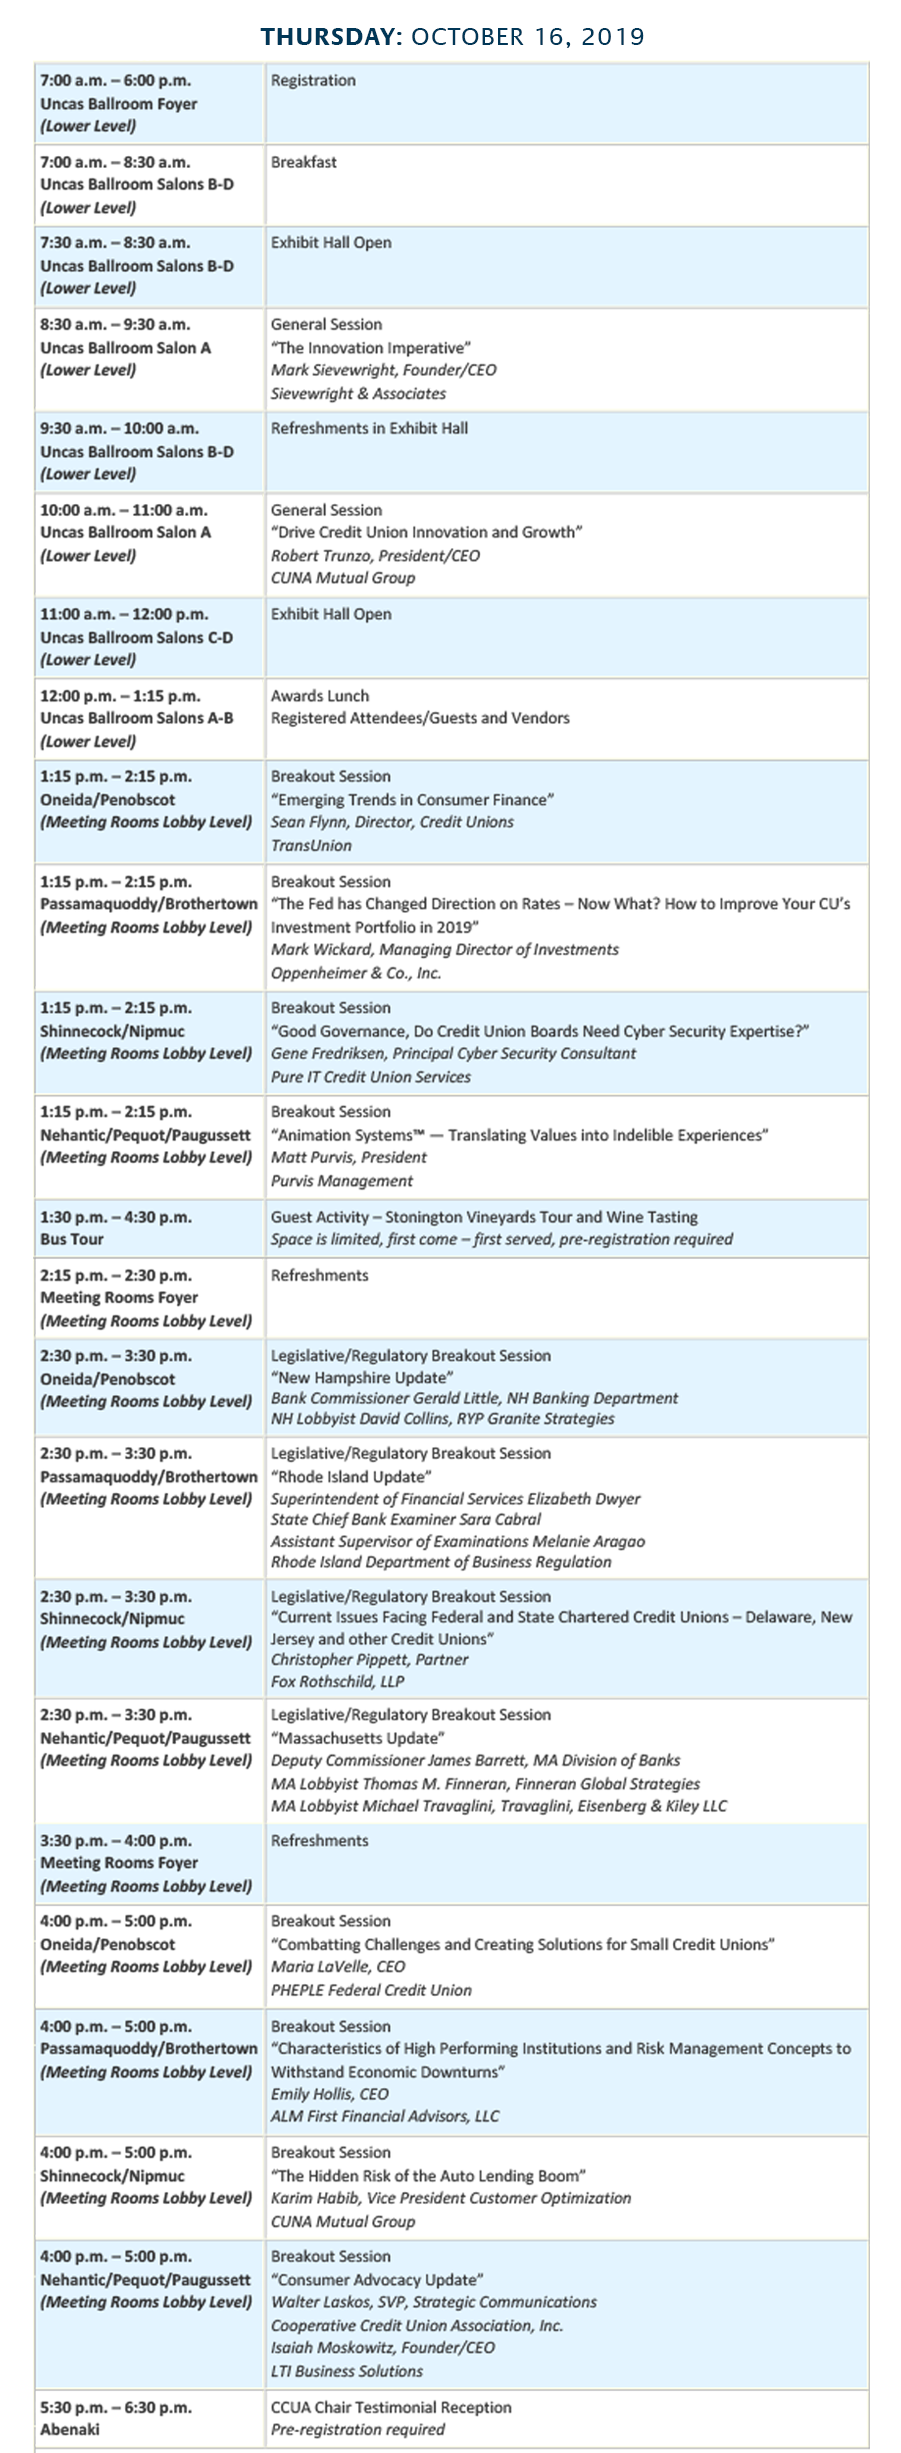 THURSDAY: OCTOBER 16, 2019
7:00 a.m. – 6:00 p.m.
Uncas Ballroom Foyer
(Lower Level)
Registration
7:00 a.m. – 8:30 a.m.
Uncas Ballroom Salons B-D
(Lower Level)
Breakfast
7:30 a.m. – 8:30 a.m.
Uncas Ballroom Salons B-D
(Lower Level)
Exhibit Hall Open
8:30 a.m. – 9:30 a.m.
Uncas Ballroom Salon A
(Lower Level)
General Session
“The Innovation Imperative”
Mark Sievewright, Founder/CEO
Sievewright & Associates
9:30 a.m. – 10:00 a.m.
Uncas Ballroom Salons B-D
(Lower Level)
Refreshments in Exhibit Hall
10:00 a.m. – 11:00 a.m.
Uncas Ballroom Salon A
(Lower Level)
General Session
“Drive Credit Union Innovation and Growth”
Robert Trunzo, President/CEO
CUNA Mutual Group
11:00 a.m. – 12:00 p.m.
Uncas Ballroom Salons C-D
(Lower Level)
Exhibit Hall Open
12:00 p.m. – 1:15 p.m.
Uncas Ballroom Salons A-B
(Lower Level)
Awards Lunch
Registered Attendees/Guests and Vendors
1:15 p.m. – 2:15 p.m.
Oneida/Penobscot
(Meeting Rooms Lobby Level)
Breakout Session
“Emerging Trends in Consumer Finance”
Sean Flynn, Director, Credit Unions
TransUnion
1:15 p.m. – 2:15 p.m.
Passamaquoddy/Brothertown
(Meeting Rooms Lobby Level)
Breakout Session
“The Fed has Changed Direction on Rates – Now What? How to Improve Your CU’s
Investment Portfolio in 2019”
Mark Wickard, Managing Director of Investments
Oppenheimer & Co., Inc.
1:15 p.m. – 2:15 p.m.
Shinnecock/Nipmuc
(Meeting Rooms Lobby Level)
Breakout Session
“Good Governance, Do Credit Union Boards Need Cyber Security Expertise?”
Gene Fredriksen, Principal Cyber Security Consultant
Pure IT Credit Union Services
1:15 p.m. – 2:15 p.m.
Nehantic/Pequot/Paugussett
(Meeting Rooms Lobby Level)
Breakout Session
“Animation Systems™ — Translating Values into Indelible Experiences”
Matt Purvis, President
Purvis Management
1:30 p.m. – 4:30 p.m.
Bus Tour
Guest Activity – Stonington Vineyards Tour and Wine Tasting
Space is limited, first come – first served, pre-registration required
2:15 p.m. – 2:30 p.m.
Meeting Rooms Foyer
(Meeting Rooms Lobby Level)
Refreshments
2:30 p.m. – 3:30 p.m.
Oneida/Penobscot
(Meeting Rooms Lobby Level)
Legislative/Regulatory Breakout Session
“New Hampshire Update”
Bank Commissioner Gerald Little, NH Banking Department
NH Lobbyist David Collins, RYP Granite Strategies
2:30 p.m. – 3:30 p.m.
Passamaquoddy/Brothertown
(Meeting Rooms Lobby Level)
Legislative/Regulatory Breakout Session
“Rhode Island Update”
Superintendent of Financial Services Elizabeth Dwyer
State Chief Bank Examiner Sara Cabral
Assistant Supervisor of Examinations Melanie Aragao
Rhode Island Department of Business Regulation
2:30 p.m. – 3:30 p.m.
Shinnecock/Nipmuc
(Meeting Rooms Lobby Level)
Legislative/Regulatory Breakout Session
“Current Issues Facing Federal and State Chartered Credit Unions – Delaware, New
Jersey and other Credit Unions“
Christopher Pippett, Partner
Fox Rothschild, LLP
2:30 p.m. – 3:30 p.m.
Nehantic/Pequot/Paugussett
(Meeting Rooms Lobby Level)
Legislative/Regulatory Breakout Session
“Massachusetts Update”
Deputy Commissioner James Barrett, MA Division of Banks
MA Lobbyist Thomas M. Finneran, Finneran Global Strategies
MA Lobbyist Michael Travaglini, Travaglini, Eisenberg & Kiley LLC
3:30 p.m. – 4:00 p.m.
Meeting Rooms Foyer
(Meeting Rooms Lobby Level)
Refreshments
4:00 p.m. – 5:00 p.m.
Oneida/Penobscot
(Meeting Rooms Lobby Level)
Breakout Session
“Combatting Challenges and Creating Solutions for Small Credit Unions”
Maria LaVelle, CEO
PHEPLE Federal Credit Union
4:00 p.m. – 5:00 p.m.
Passamaquoddy/Brothertown
(Meeting Rooms Lobby Level)
Breakout Session
“Characteristics of High Performing Institutions and Risk Management Concepts to
Withstand Economic Downturns”
Emily Hollis, CEO
ALM First Financial Advisors, LLC
4:00 p.m. – 5:00 p.m.
Shinnecock/Nipmuc
(Meeting Rooms Lobby Level)
Breakout Session
“The Hidden Risk of the Auto Lending Boom”
Karim Habib, Vice President Customer Optimization
CUNA Mutual Group
4:00 p.m. – 5:00 p.m.
Nehantic/Pequot/Paugussett
(Meeting Rooms Lobby Level)
Breakout Session
“Consumer Advocacy Update”
Walter Laskos, SVP, Strategic Communications
Cooperative Credit Union Association, Inc.
Isaiah Moskowitz, Founder/CEO
LTI Business Solutions
5:30 p.m. – 6:30 p.m.
Abenaki
CCUA Chair Testimonial Reception
Pre-registration required